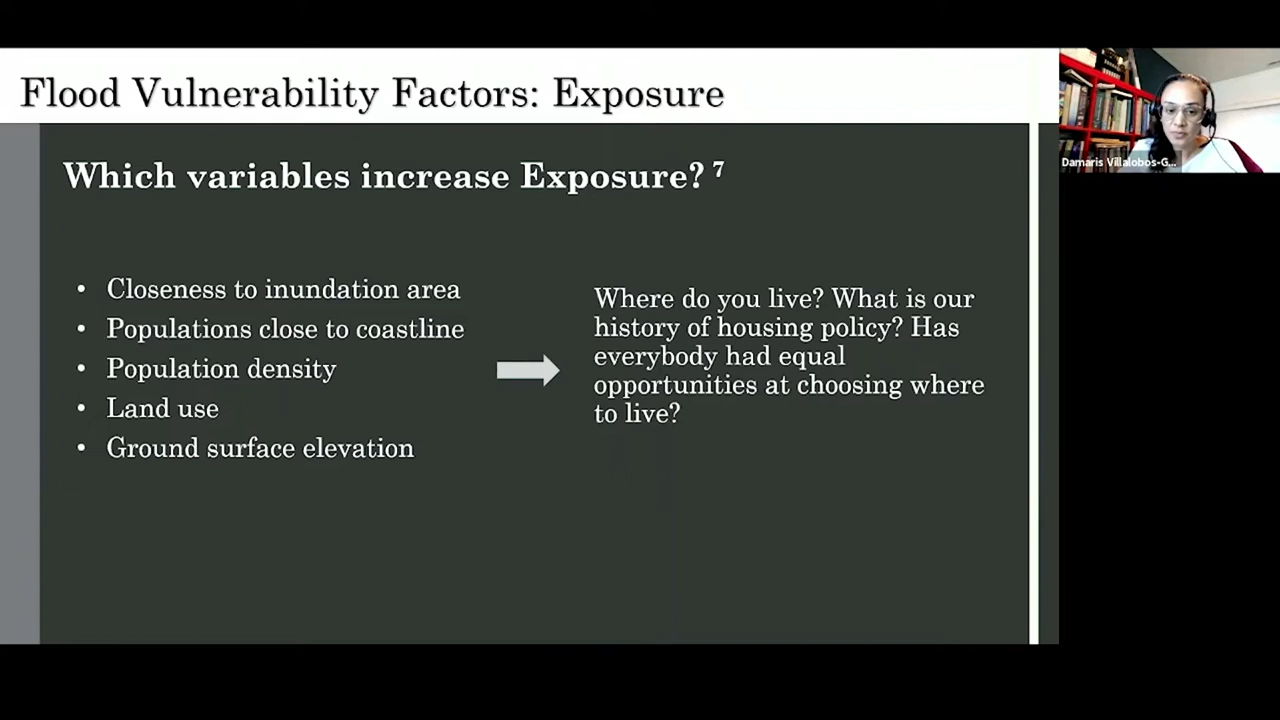 Flood Vulnerability Factors: Exposure
Which variables increase Exposure? 7
• Closeness to inundation area
• Populations close to coastline
• Population density
• Land use
• Ground surface elevation
Where do you live? What is our
history of housing policy? Has
everybody had equal
opportunities at choosing where
to live?
Damaris Villalobos-G...